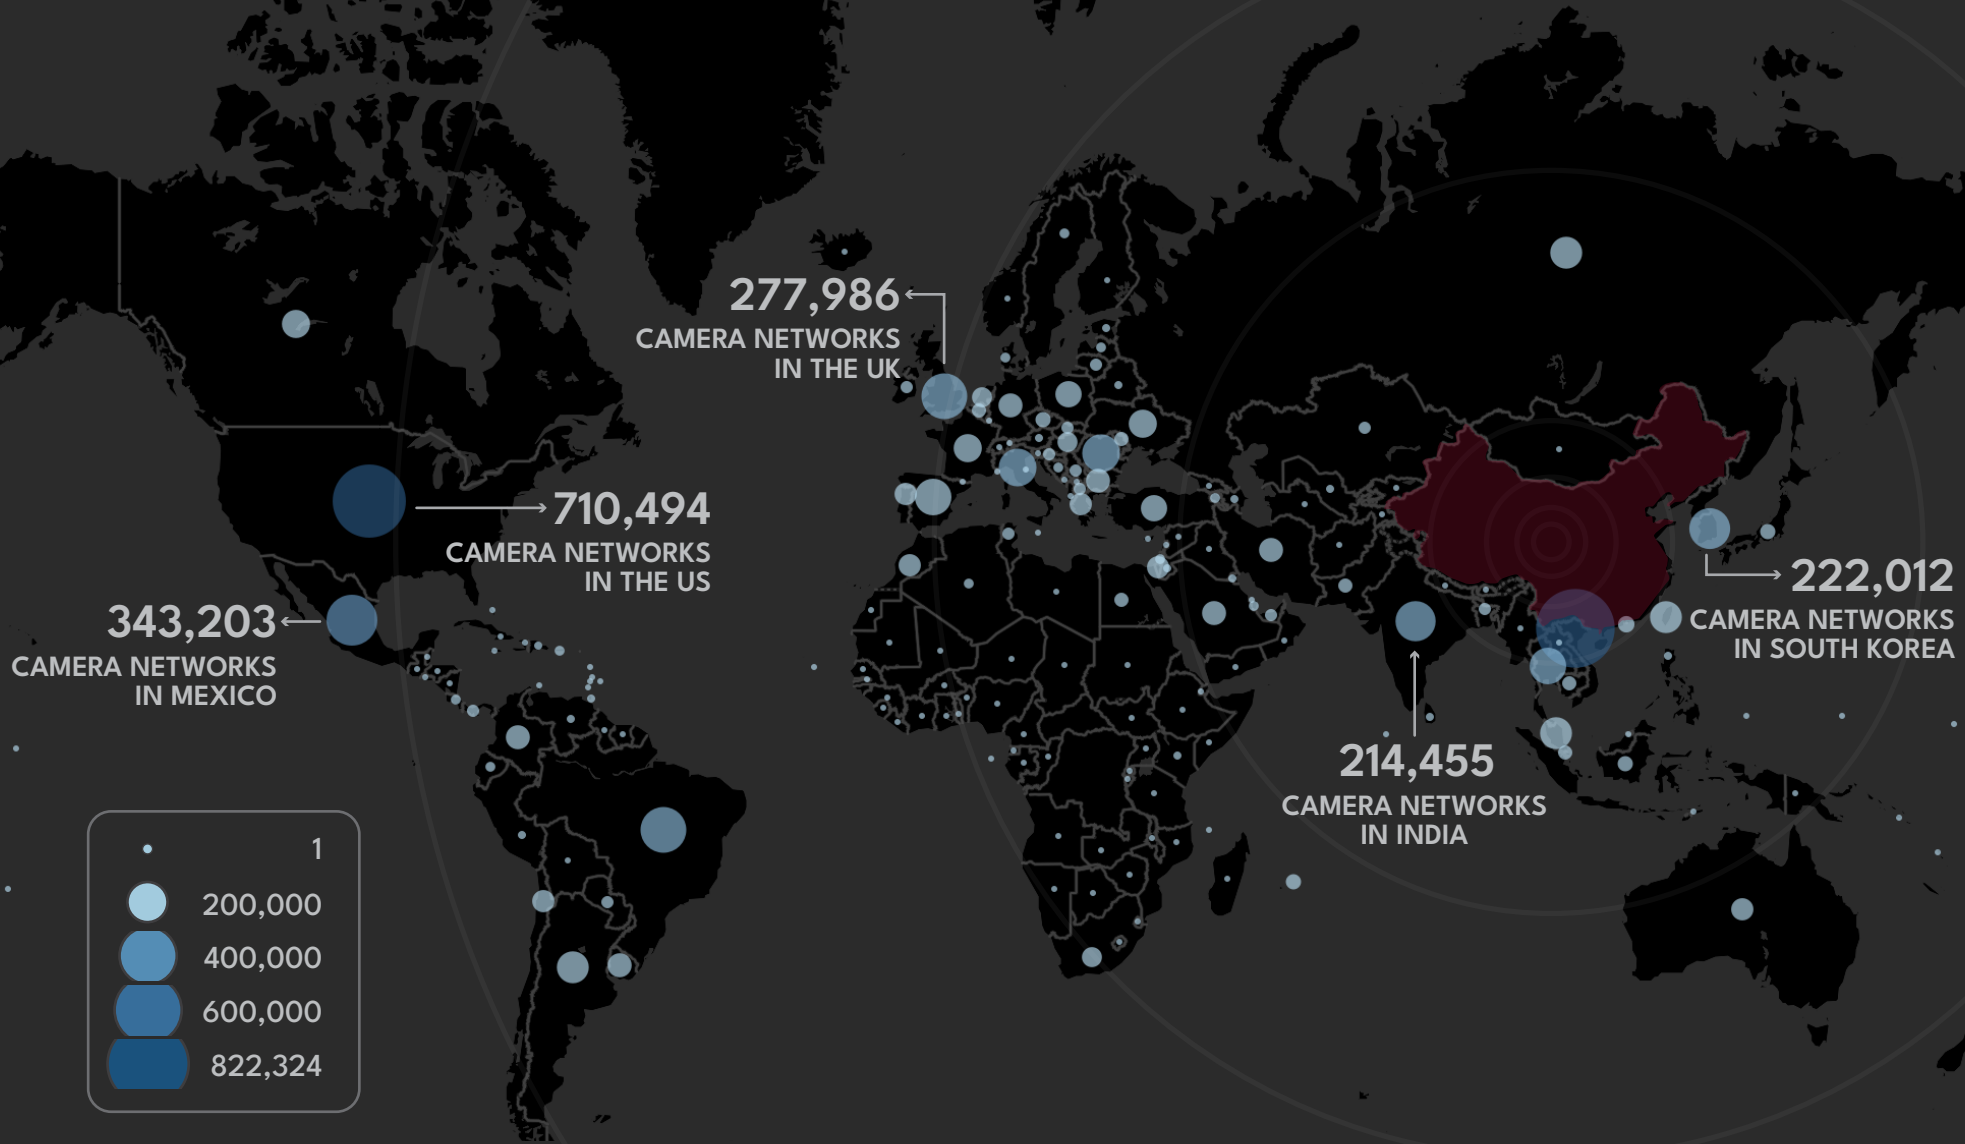 277,986
CAMERA NETWORKS
IN THE UK
710,494
CAMERA NETWORKS
IN THE US
343,203
CAMERA NETWORKS
IN MEXICO
222,012
CAMERA NETWORKS
IN SOUTH KOREA
214,455
CAMERA NETWORKS
IN INDIA
1
200,000
400,000
600,000
822,324